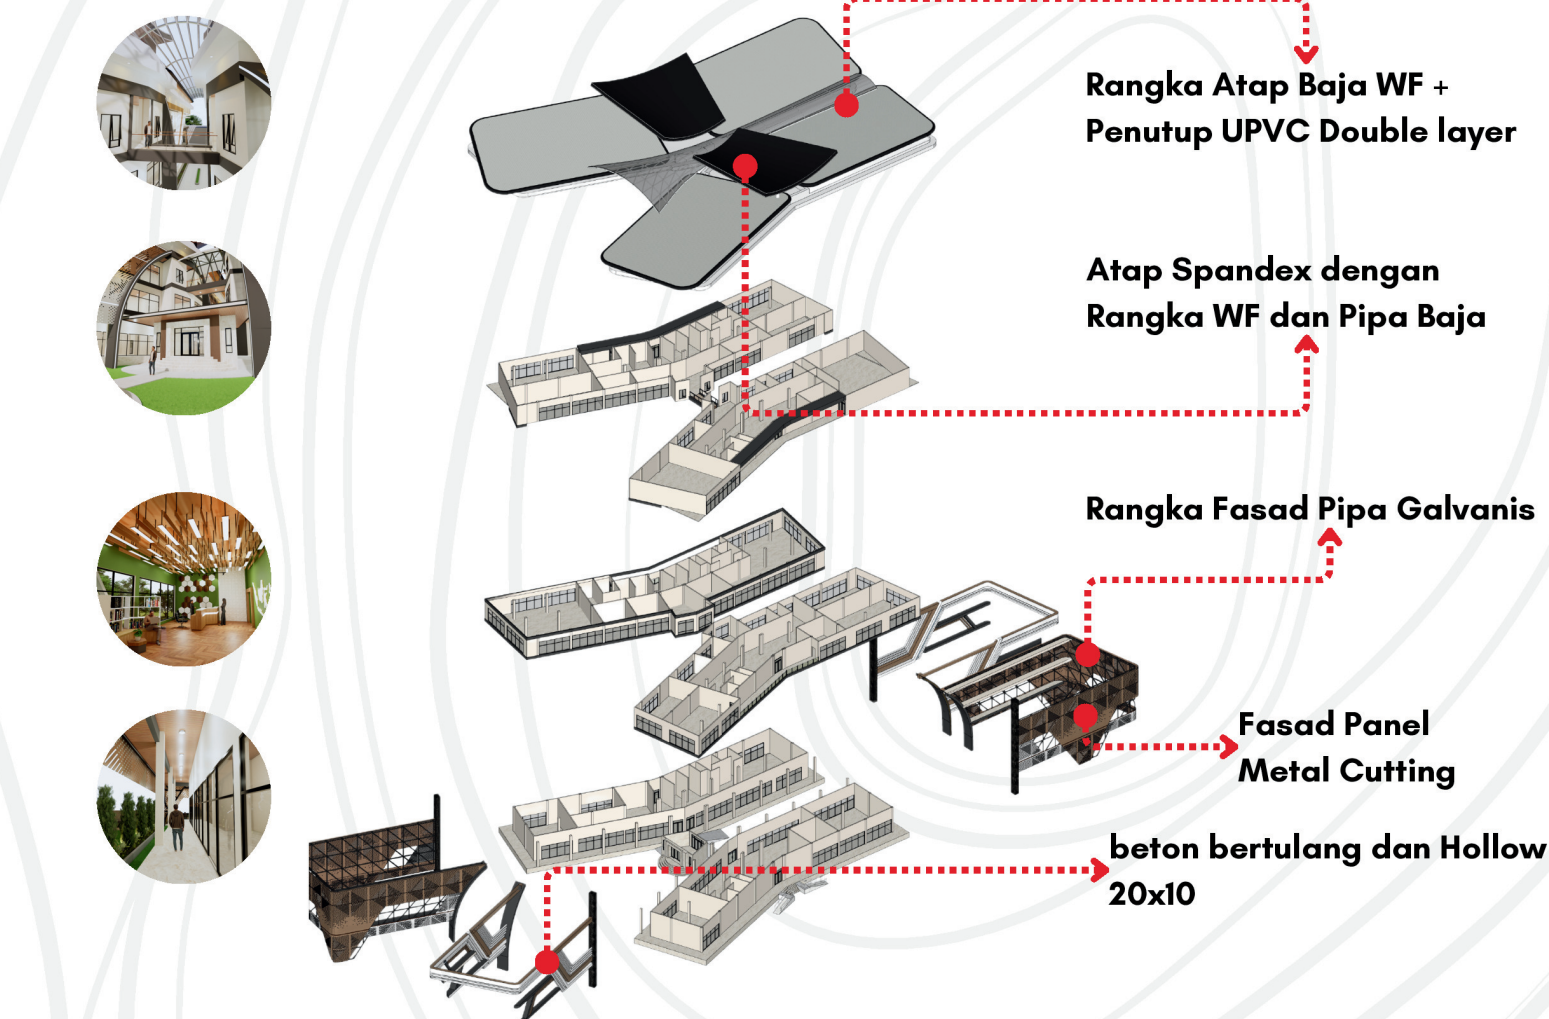 Rangka Atap Baja WF +
Penutup UPVC Double layer
Atap Spandex dengan
Rangka WF dan Pipa Baja
Rangka Fasad Pipa Galvanis
Fasad Panel
Metal Cutting
beton bertulang dan Hollow
20x10